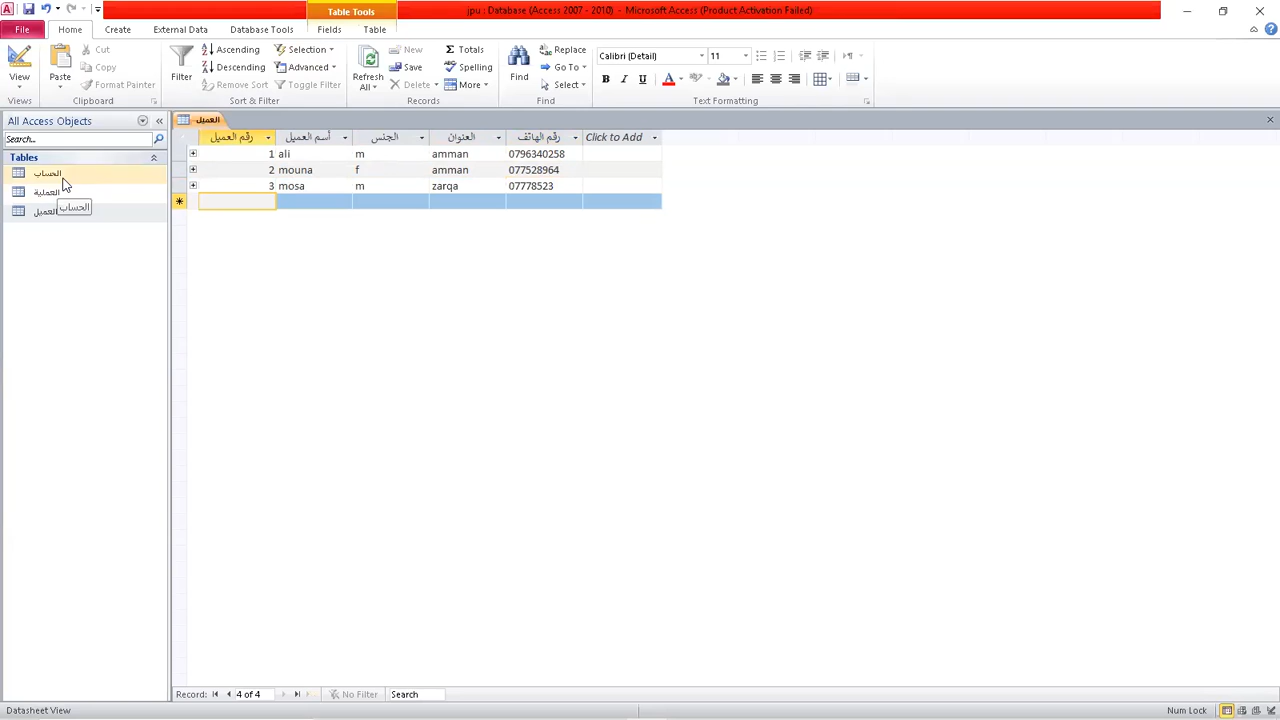 Table Tools
jpu : Database (Access 2007 - 2010) - Microsoft Access (Product Activation Failed)
File
Home
Create
External Data
Database Tools
Fields
Table
View
Views
Paste
Cut
Copy
Format Painter
Clipboard
Filter
Ascending
Descending
Remove Sort
Selection
Advanced
Toggle Filter
Sort & Filter
Refresh All
New
Save
Delete
Totals
Spelling
More
Records
Find
Replace
Go To
Select
Find
Calibri (Detail)
11
B I U
A
Text Formatting
All Access Objects
Search...
Tables
الحساب
العملية
العميل
الحساب
العميل
رقم العميل
أسم العميل
الجنس
العنوان
رقم الهاتف
Click to Add
1 ali m amman 0796340258
2 mouna f amman 077528964
3 mosa m zarqa 07778523
Record: 4 of 4 No Filter Search
Datasheet View
Num Lock